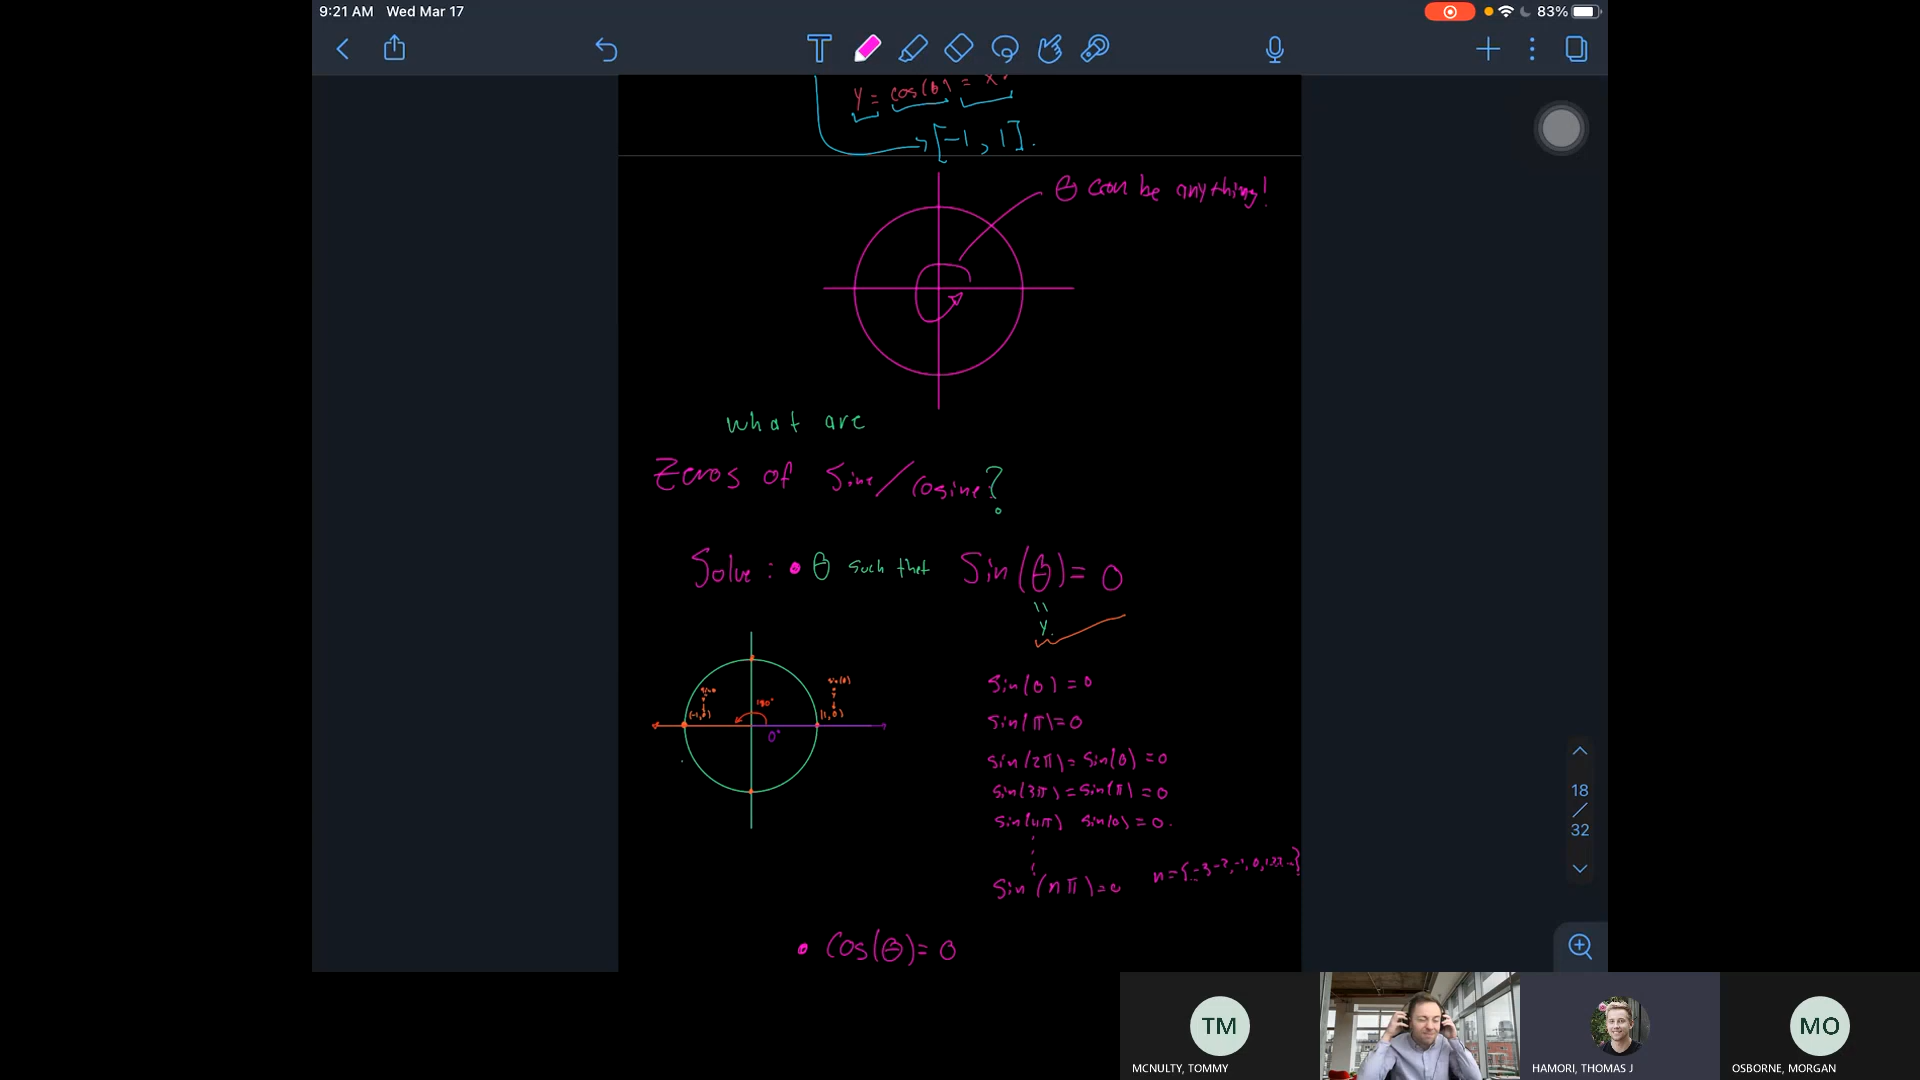 9:21 AM Wed Mar 17
83%
y = cos(θ) = x.
[-1, 1].
θ can be anything!
what are
Zeros of Sine/Cosine?
Solve: • θ such that Sin(θ) = 0
"
y.
sin(θ)
y
(-1,0)
180°
(1,0)
0°
Sin(0) = 0
Sin(π) = 0
Sin(2π) = Sin(0) = 0
Sin(3π) = Sin(π) = 0
Sin(4π) Sin(0) = 0.
Sin(nπ) = 0
• Cos(θ) = 0
18
32
TM
MO
MCNULTY, TOMMY
HAMORI, THOMAS J
OSBORNE, MORGAN